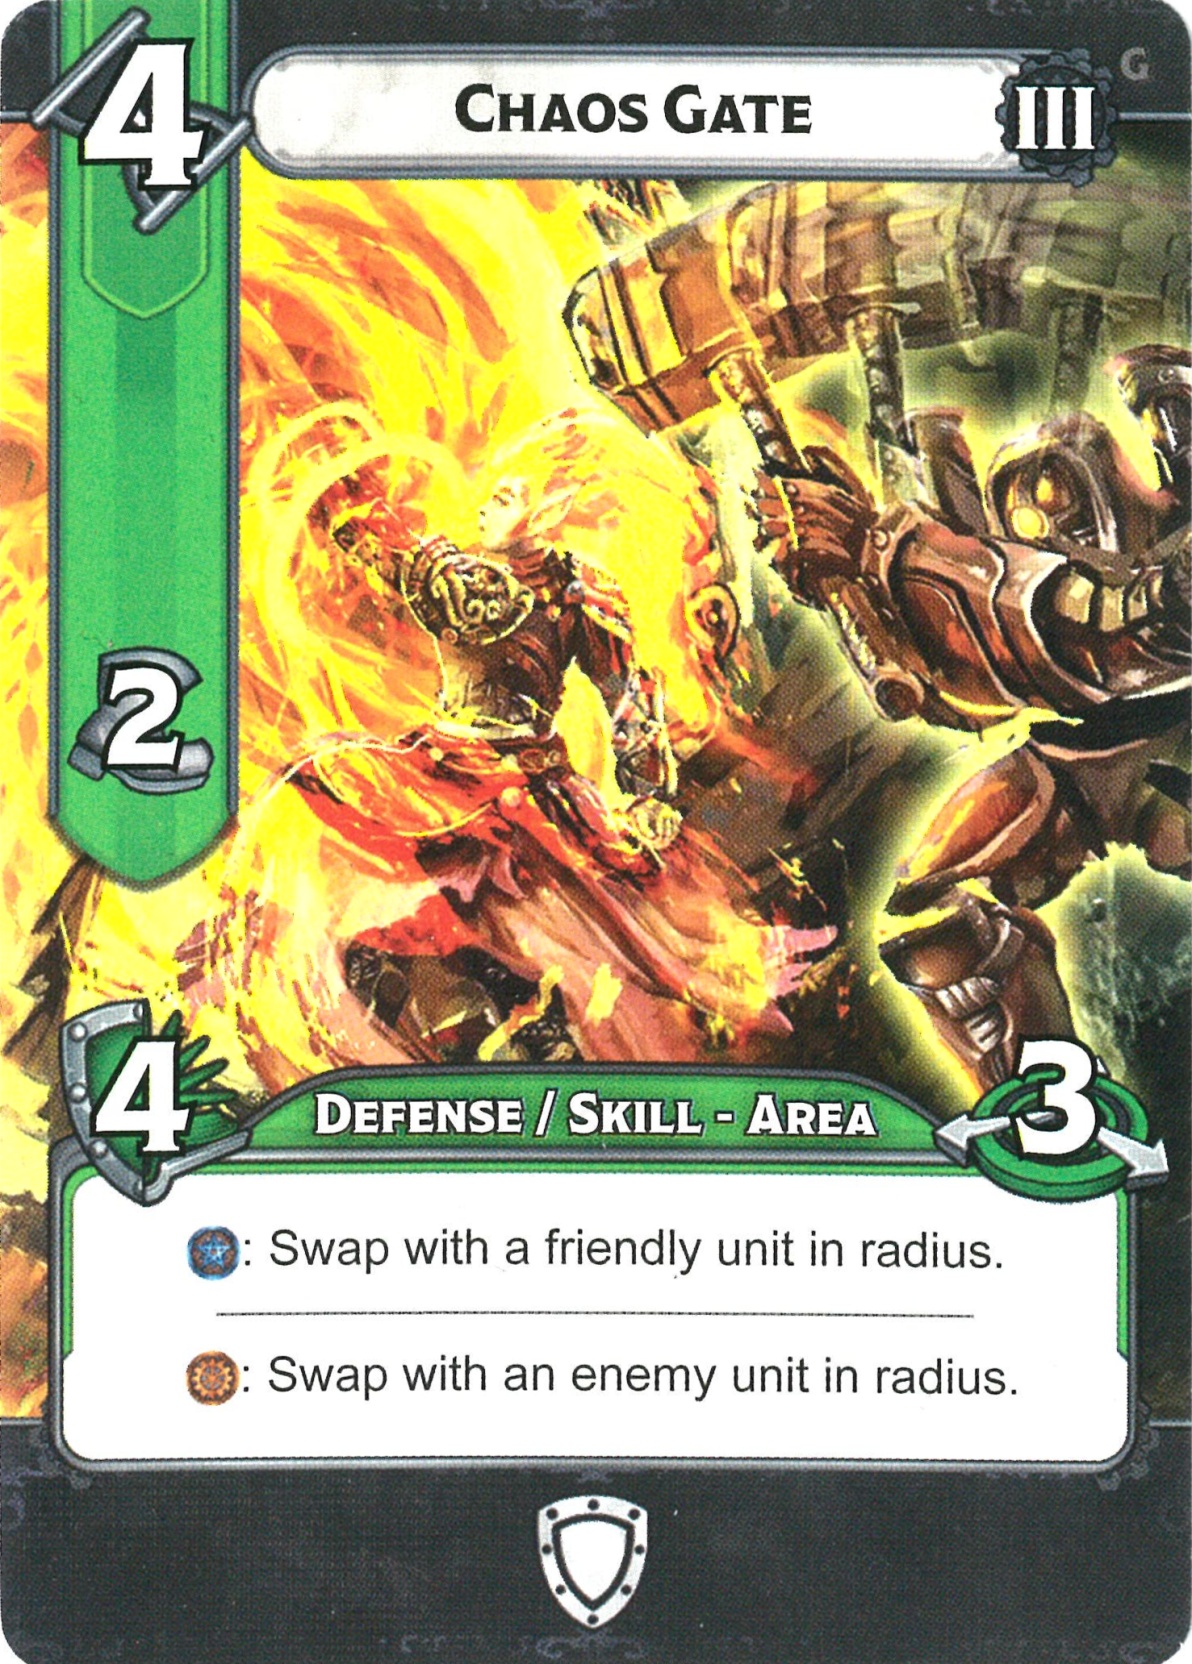 4
CHAOS GATE
III
G
2
4
DEFENSE / SKILL - AREA
3
: Swap with a friendly unit in radius.
: Swap with an enemy unit in radius.